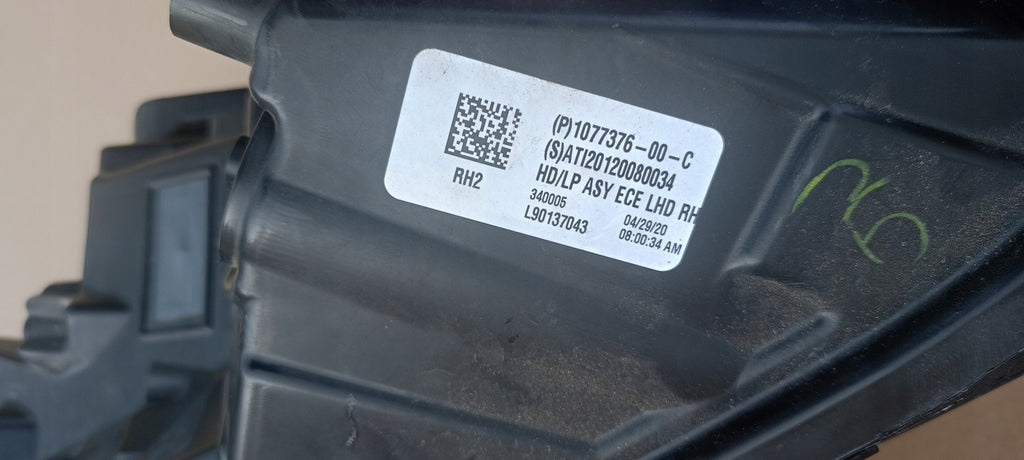 (P)1077376-00-C
(S)ATI20120080034
HD/LP ASY ECE LHD RH
340005 04/29/20
L90137043 08:00:34 AM
RH2